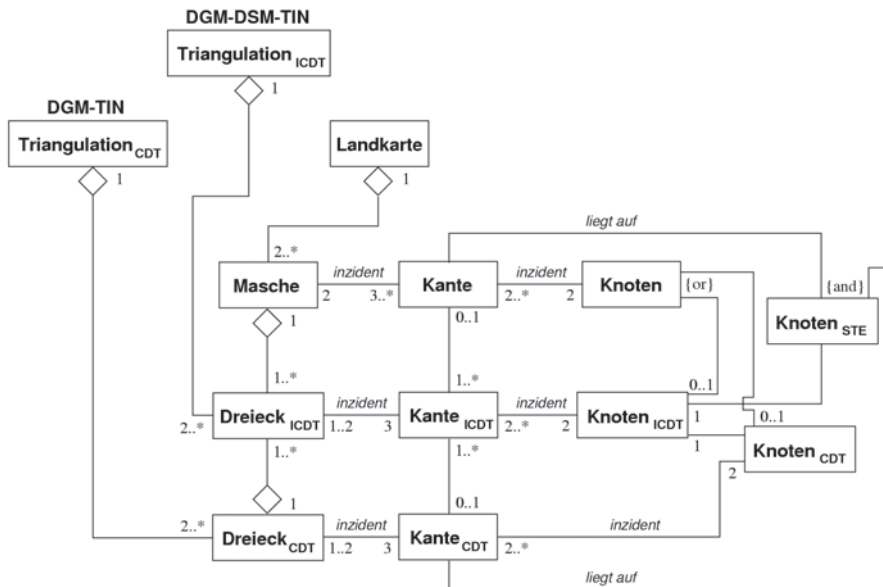 DGM-DSM-TIN
Triangulation ICDT
1
DGM-TIN
Triangulation CDT
1
Landkarte
1
liegt auf
2..*
inzident
inzident
Masche
2
3..*
Kante
2..*
2
Knoten
{or}
{and}
Knoten STE
1
0..1
1..*
1..*
0..1
inzident
inzident
Dreieck ICDT
2..*
1..2
3
Kante ICDT
2..*
2
Knoten ICDT
1
0..1
1
Knoten CDT
1..*
1..*
2
1
0..1
2..*
inzident
inzident
Dreieck CDT
1..2
3
Kante CDT
2..*
liegt auf